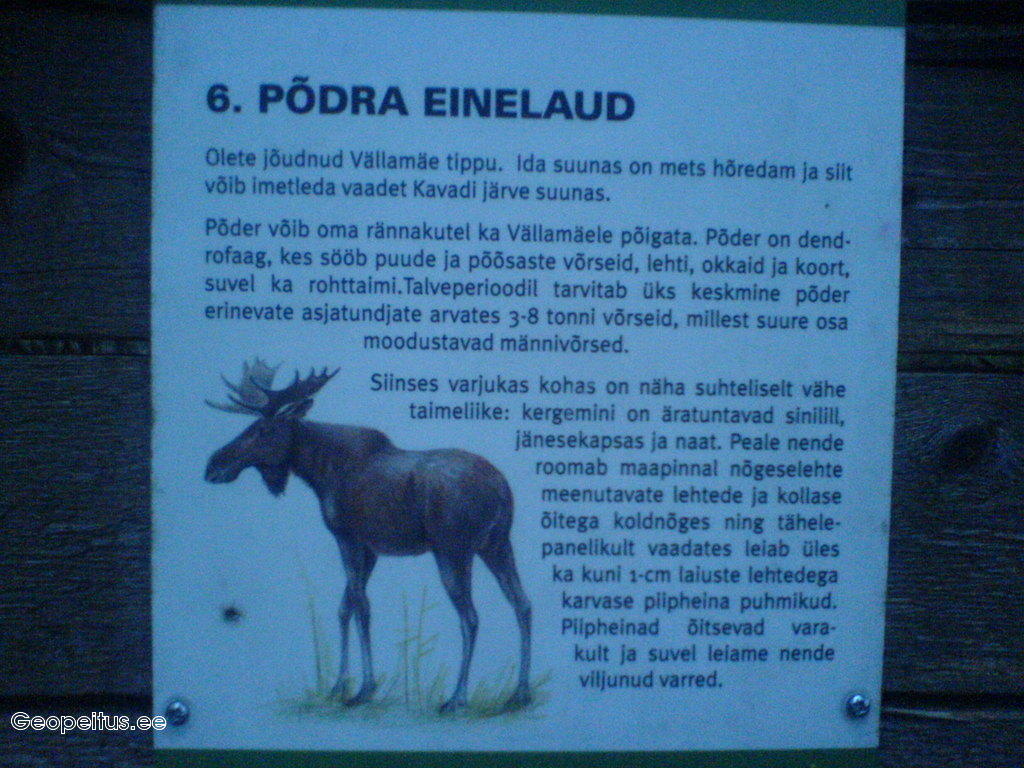 6. PÕDRA EINELAUD
Olete jõudnud Vällamäe tippu. Ida suunas on mets hõredam ja siit
võib imetleda vaadet Kavadi järve suunas.
Põder võib oma rännakutel ka Vällamäele põigata. Põder on dend-
rofaag, kes sööb puude ja põõsaste võrseid, lehti, okkaid ja koort,
suvel ka rohttaimi.Talveperioodil tarvitab üks keskmine põder
erinevate asjatundjate arvates 3-8 tonni võrseid, millest suure osa
moodustavad männivõrsed.
Siinses varjukas kohas on näha suhteliselt vähe
taimeliike: kergemini on äratuntavad sinilill,
jänesekapsas ja naat. Peale nende
roomab maapinnal nõgeselehte
meenutavate lehtede ja kollase
õitega koldnõges ning tähele-
panelikult vaadates leiab üles
ka kuni 1-cm laiuste lehtedega
karvase piipheina puhmikud.
Piipheinad õitsevad vara-
kult ja suvel leiame nende
viljunud varred.
Geopeitus.ee